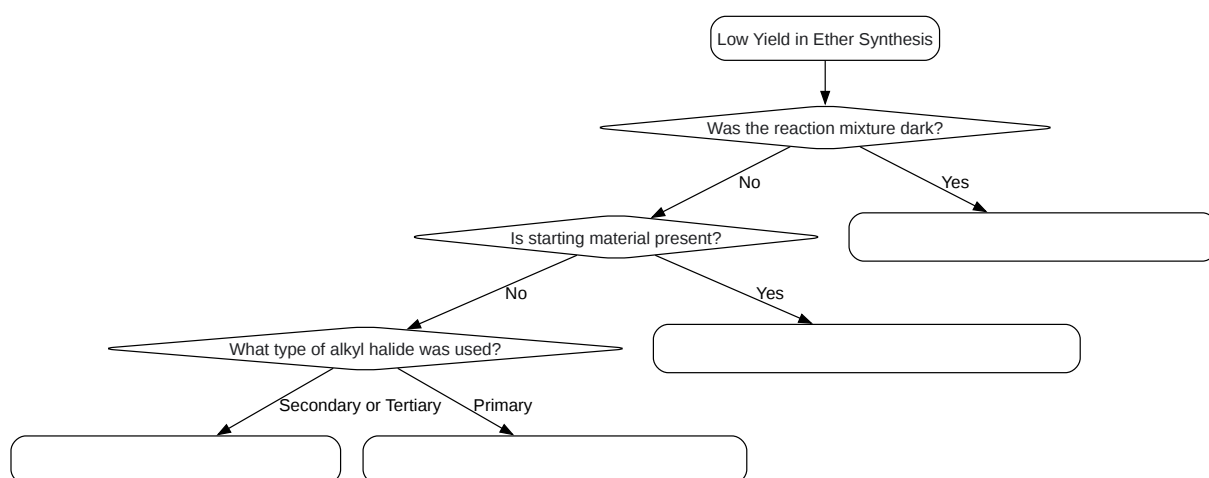 Low Yield in Ether Synthesis
Was the reaction mixture dark?
No
Yes
Is starting material present?
No
Yes
What type of alkyl halide was used?
Secondary or Tertiary
Primary